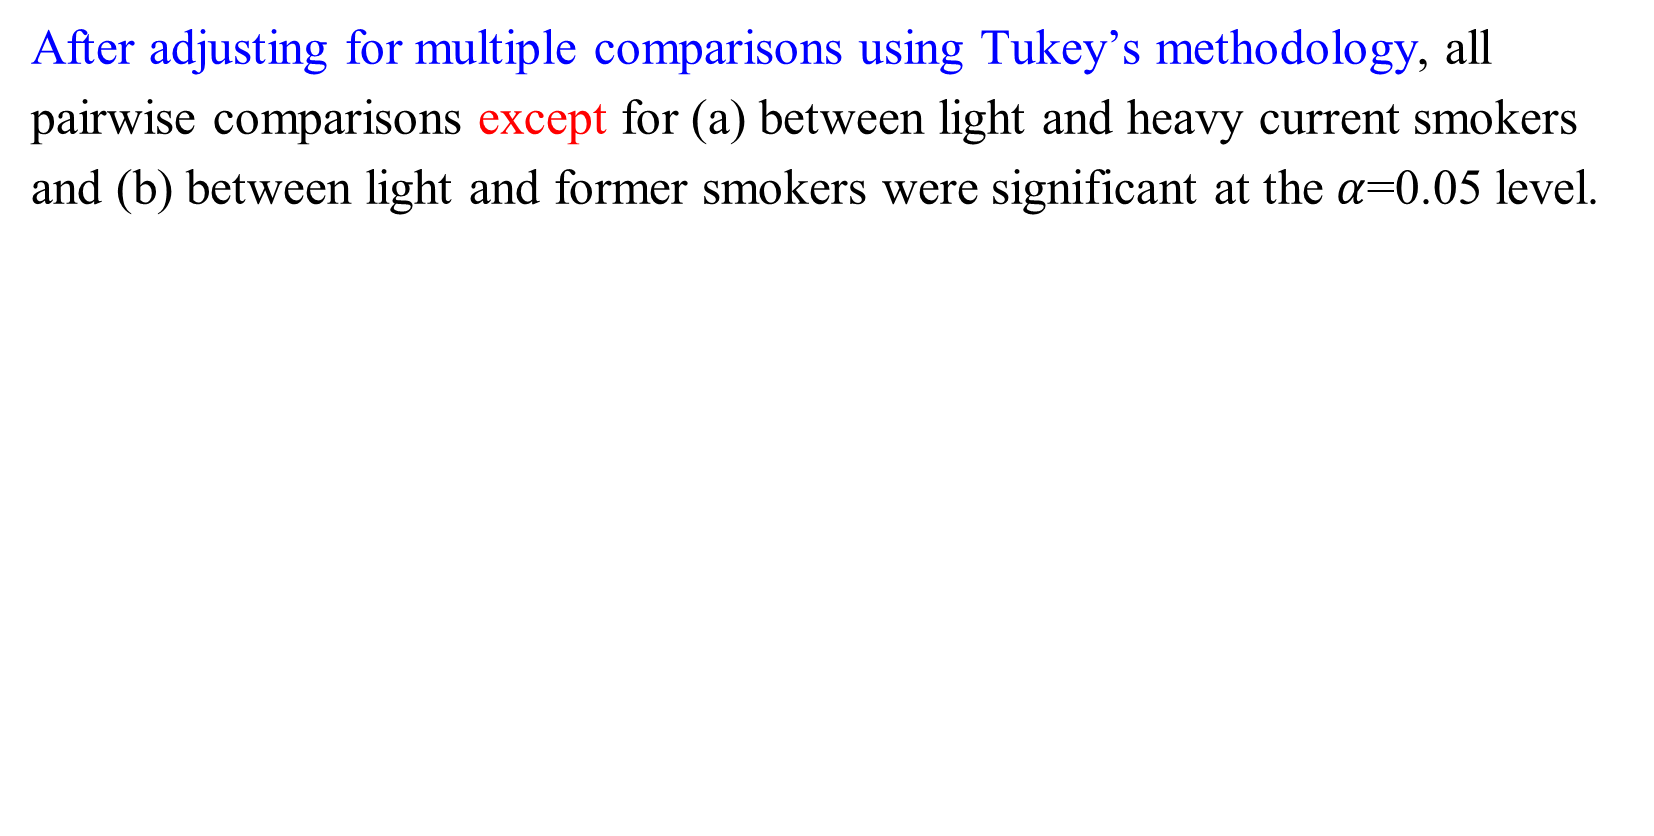 After adjusting for multiple comparisons using Tukey’s methodology, all
pairwise comparisons except for (a) between light and heavy current smokers
and (b) between light and former smokers were significant at the α=0.05 level.